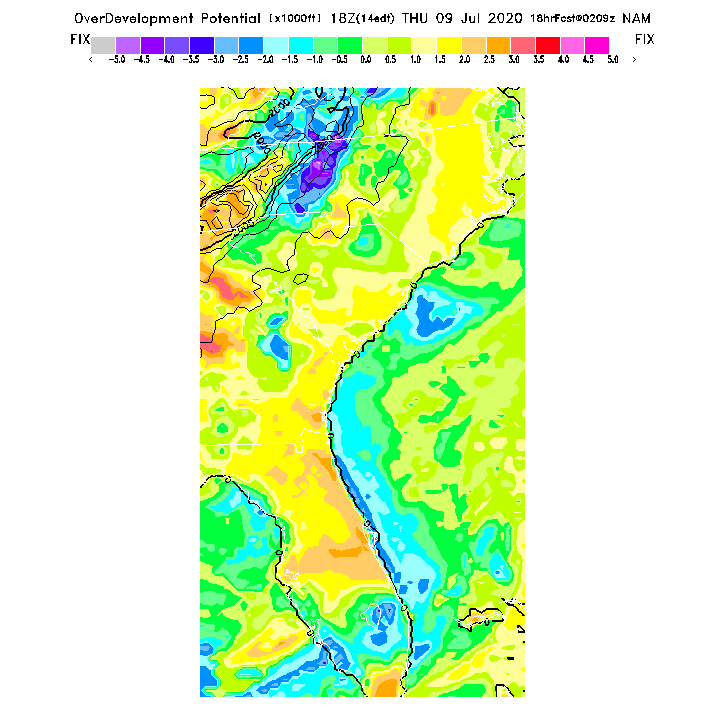 OverDevelopment Potential [x1000ft] 18Z(14edt) THU 09 Jul 2020 18hrFcst@0209z NAM
FIX FIX
< -5.0 -4.5 -4.0 -3.5 -3.0 -2.5 -2.0 -1.5 -1.0 -0.5 0.0 0.5 1.0 1.5 2.0 2.5 3.0 3.5 4.0 4.5 5.0 >
2000